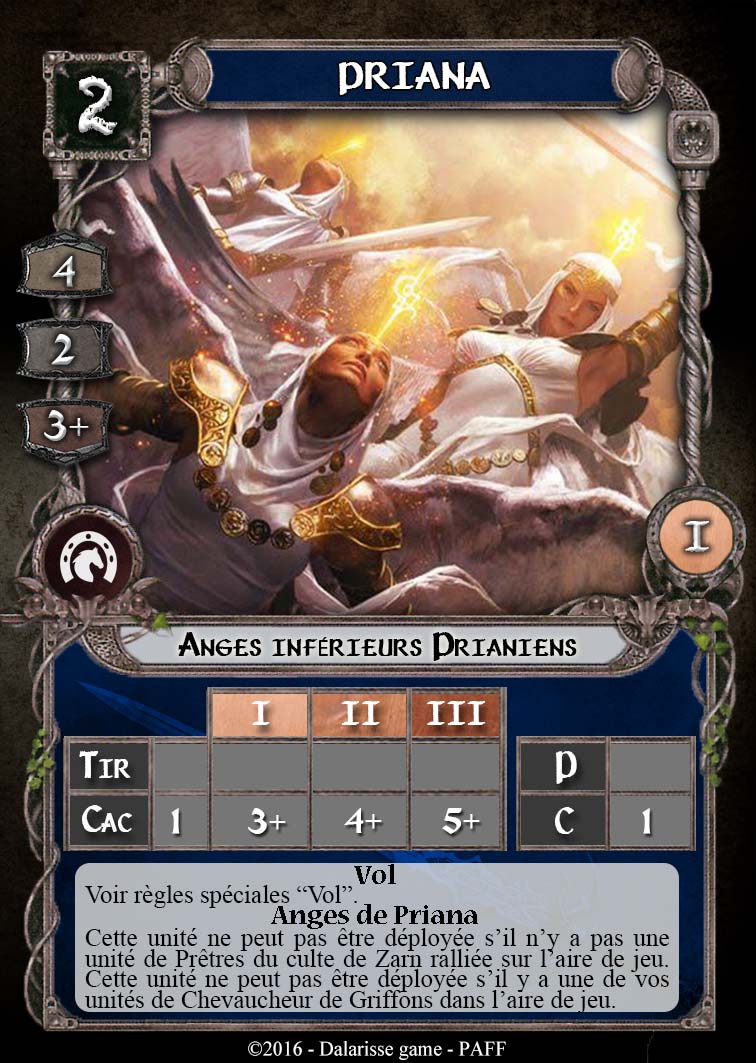 PRIANA
2
4
2
3+
I
Anges inférieurs Prianiens
I II III
Tir P
Cac 1 3+ 4+ 5+ C 1
Vol
Voir règles spéciales “Vol”.
Anges de Priana
Cette unité ne peut pas être déployée s’il n’y a pas une
unité de Prêtres du culte de Zarn ralliée sur l’aire de jeu.
Cette unité ne peut pas être déployée s’il y a une de vos
unités de Chevaucheur de Griffons dans l’aire de jeu.
©2016 - Dalarisse game - PAFF